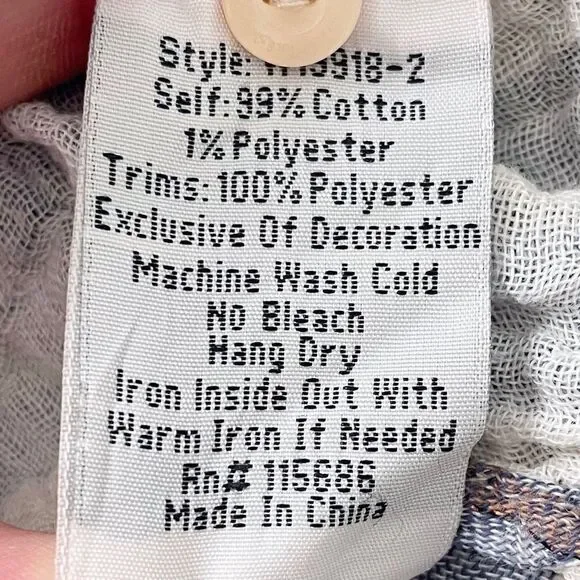 Style: 
Self: 99% Cotton
1% Polyester
Trims: 100% Polyester
Exclusive Of Decoration
Machine Wash Cold
No Bleach
Hang Dry
Iron Inside Out With
Warm Iron If Needed
Rn# 115686
Made In China